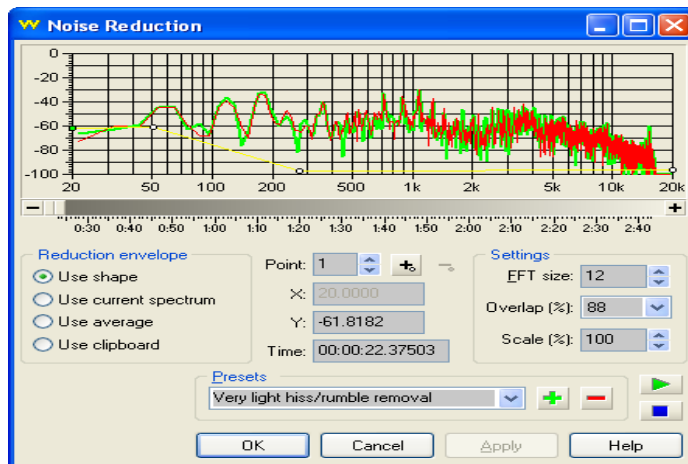 Noise Reduction
0
-20
-40
-60
-80
-100
20 50 100 200 500 1k 2k 5k 10k 20k
0:30 0:40 0:50 1:00 1:10 1:20 1:30 1:40 1:50 2:00 2:10 2:20 2:30 2:40
Reduction envelope
Use shape
Use current spectrum
Use average
Use clipboard
Point: 1
X: 20.0000
Y: -61.8182
Time: 00:00:22.37503
Settings
FFT size: 12
Overlap (%): 88
Scale (%): 100
Presets
Very light hiss/rumble removal
OK Cancel Apply Help